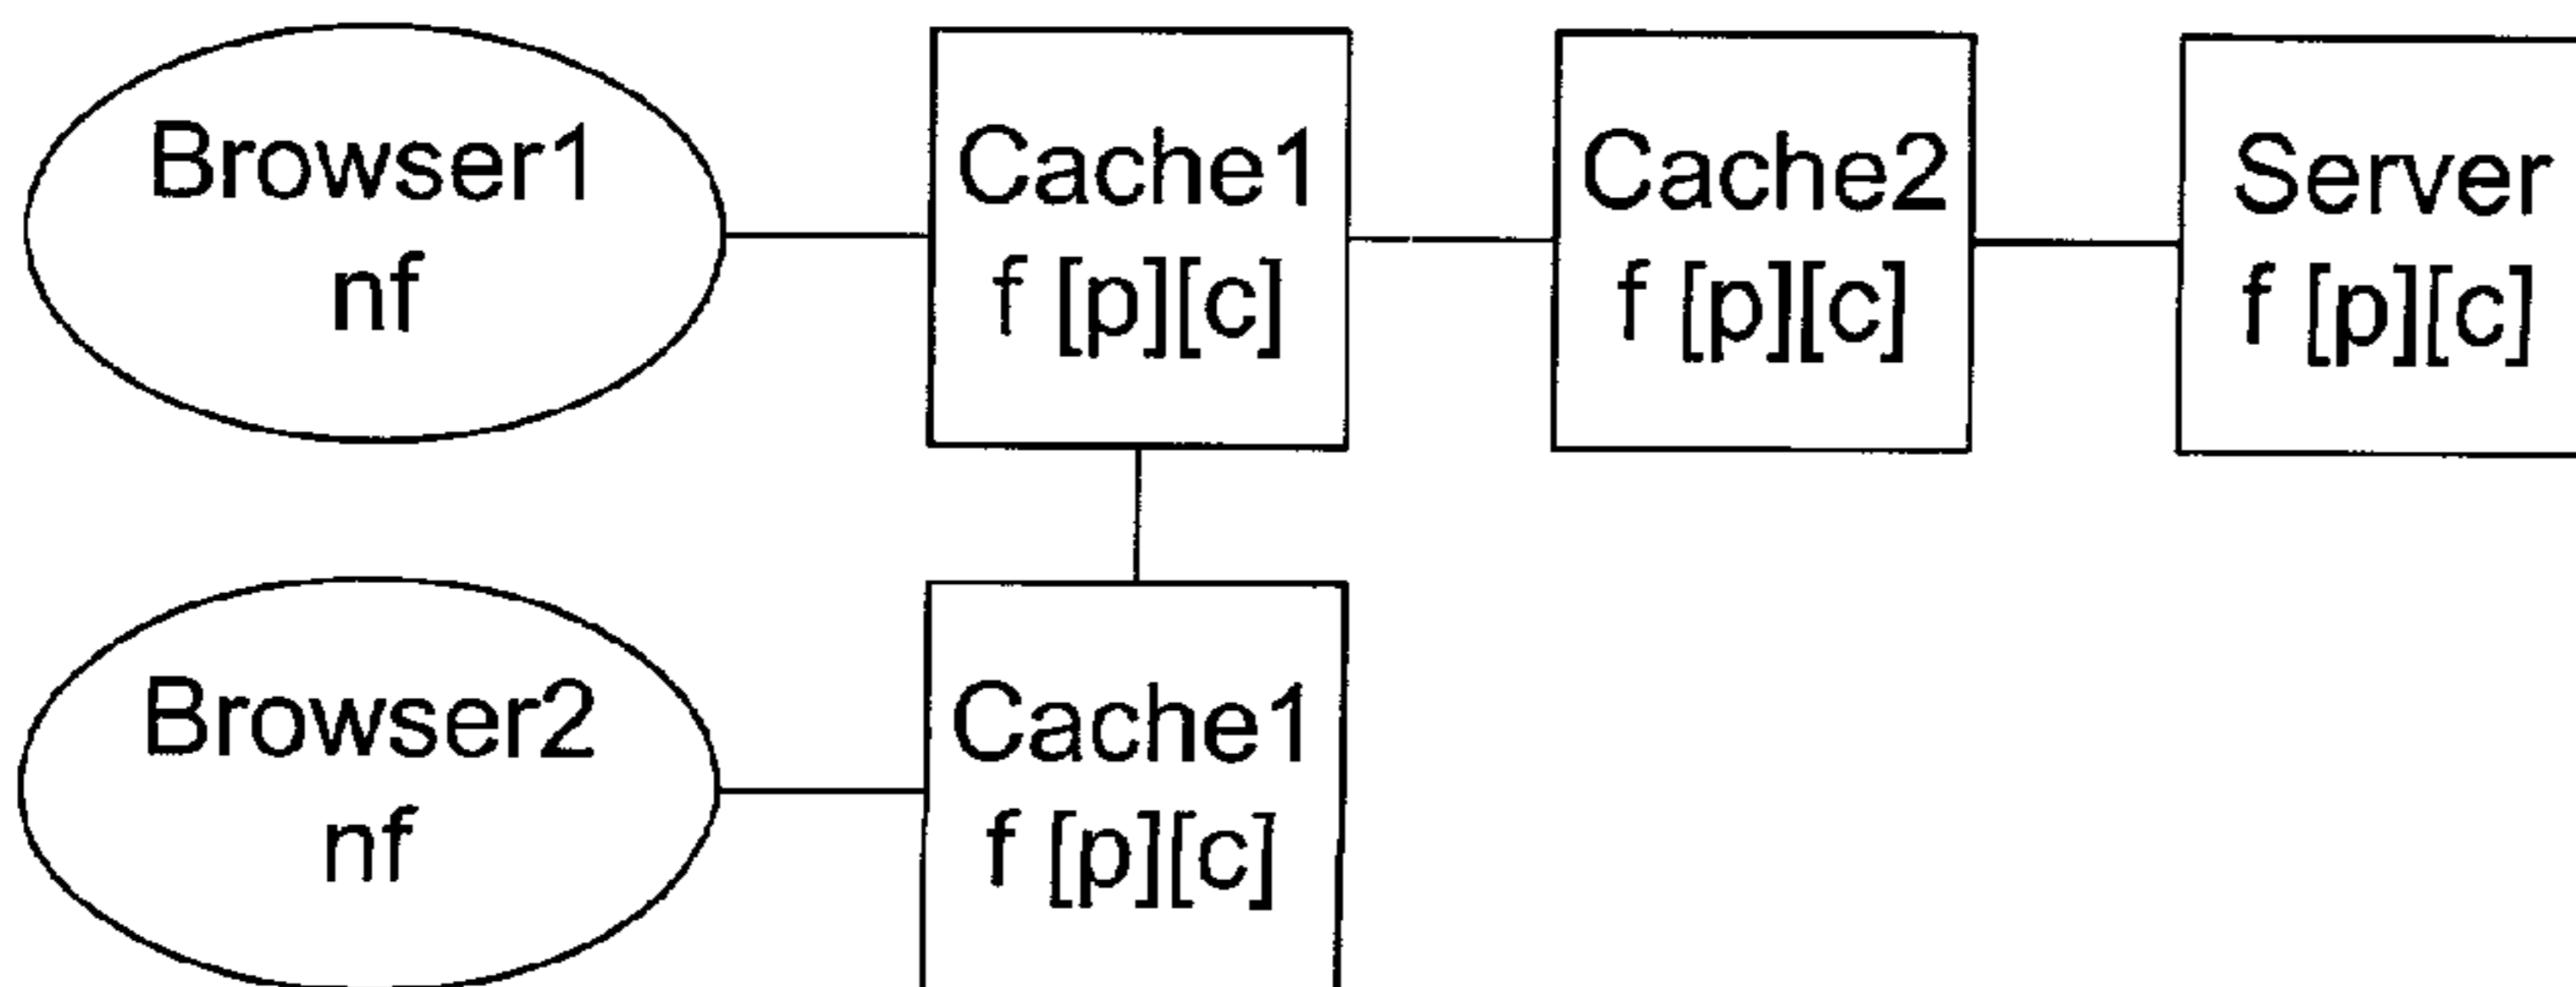 Browser1
nf
Cache1
f [p][c]
Cache2
f [p][c]
Server
f [p][c]
Browser2
nf
Cache1
f [p][c]